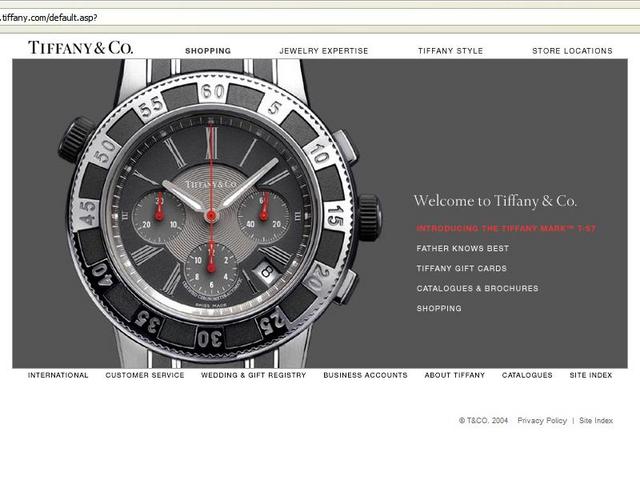 .tiffany.com/default.asp?
TIFFANY & CO.
SHOPPING JEWELRY EXPERTISE TIFFANY STYLE STORE LOCATIONS
60
55 5
50 10
45 15
20
35 30 25
TIFFANY & CO.
30 60
20 10 40 20
12
10 2
8 4
6
8
SWISS MADE
Welcome to Tiffany & Co.
INTRODUCING THE TIFFANY MARK™ T-57
FATHER KNOWS BEST
TIFFANY GIFT CARDS
CATALOGUES & BROCHURES
SHOPPING
INTERNATIONAL CUSTOMER SERVICE WEDDING & GIFT REGISTRY BUSINESS ACCOUNTS ABOUT TIFFANY CATALOGUES SITE INDEX
© T&CO. 2004 Privacy Policy | Site Index